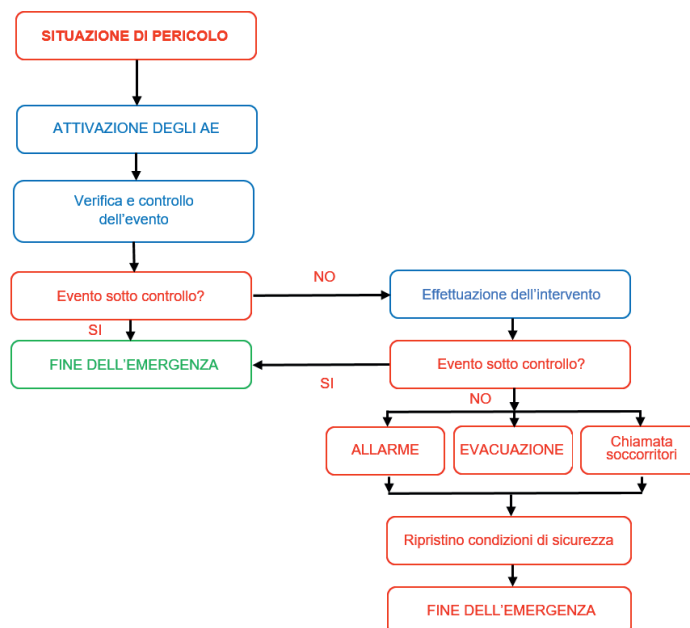 SITUAZIONE DI PERICOLO
ATTIVAZIONE DEGLI AE
Verifica e controllo
dell'evento
Evento sotto controllo?
NO
Effettuazione dell'intervento
SI
FINE DELL'EMERGENZA
SI
Evento sotto controllo?
NO
ALLARME
EVACUAZIONE
Chiamata
soccorritori
Ripristino condizioni di sicurezza
FINE DELL'EMERGENZA